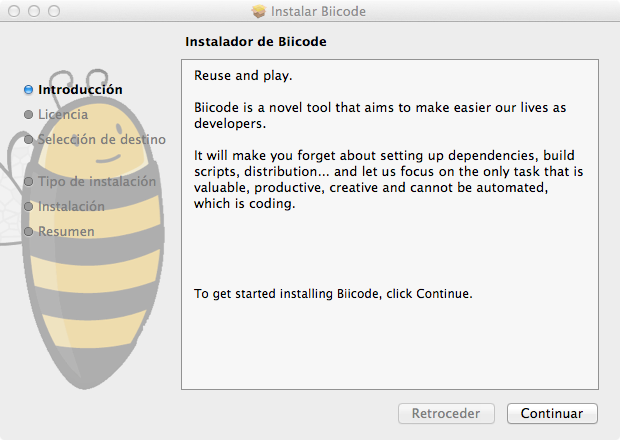 Instalar Biicode
Instalador de Biicode
Introducción
Licencia
Selección de destino
Tipo de instalación
Instalación
Resumen
Reuse and play.
Biicode is a novel tool that aims to make easier our lives as
developers.
It will make you forget about setting up dependencies, build
scripts, distribution... and let us focus on the only task that is
valuable, productive, creative and cannot be automated,
which is coding.
To get started installing Biicode, click Continue.
Retroceder
Continuar